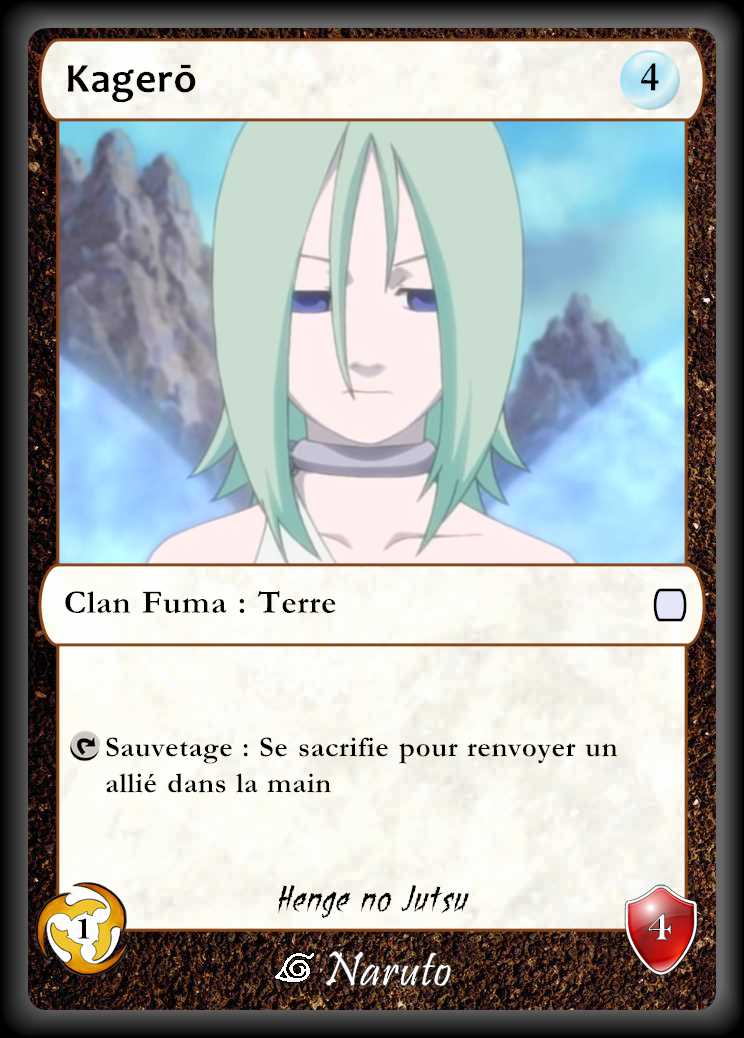 Kagerō
4
Clan Fuma : Terre
Sauvetage : Se sacrifie pour renvoyer un
allié dans la main
Henge no Jutsu
1
4
Naruto